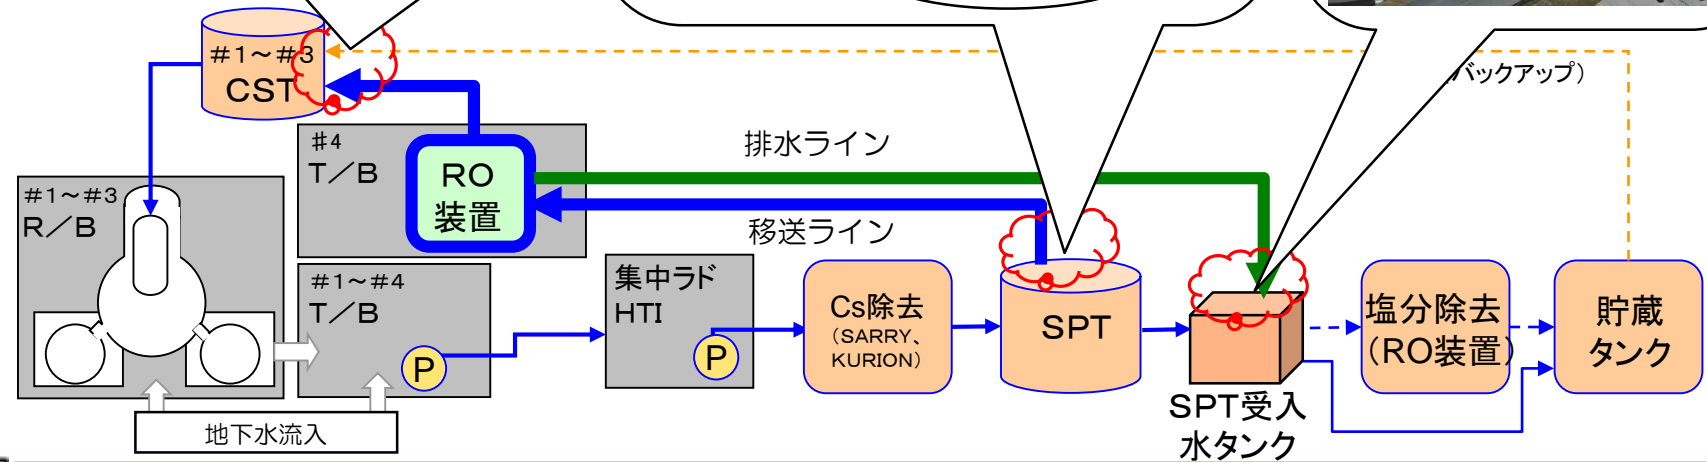 #1～#3
CST
バックアップ）
#4
T／B
RO
装置
排水ライン
移送ライン
#1～#3
R／B
#1～#4
T／B
P
集中ラド
HTI
P
Cs除去
（SARRY、
KURION）
SPT
SPT受入
水タンク
塩分除去
（RO装置）
貯蔵
タンク
地下水流入